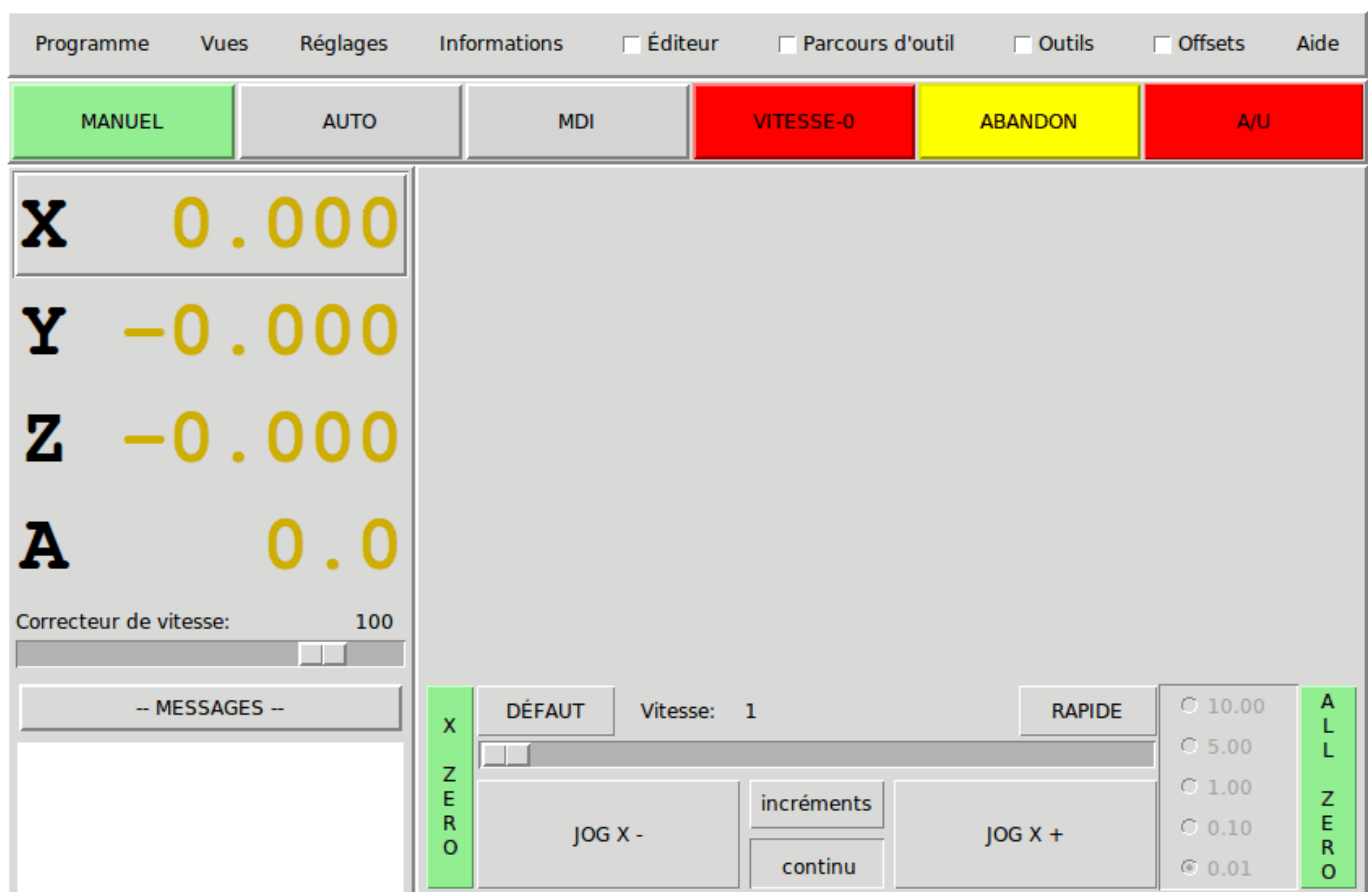 Programme Vues Réglages Informations Éditeur Parcours d'outil Outils Offsets Aide
MANUEL AUTO MDI VITESSE-0 ABANDON A/U
X 0.000
Y -0.000
Z -0.000
A 0.0
Correcteur de vitesse: 100
-- MESSAGES --
X ZERO
DÉFAUT Vitesse: 1 RAPIDE
JOG X -
incréments
continu
JOG X +
10.00
5.00
1.00
0.10
0.01
ALL ZERO